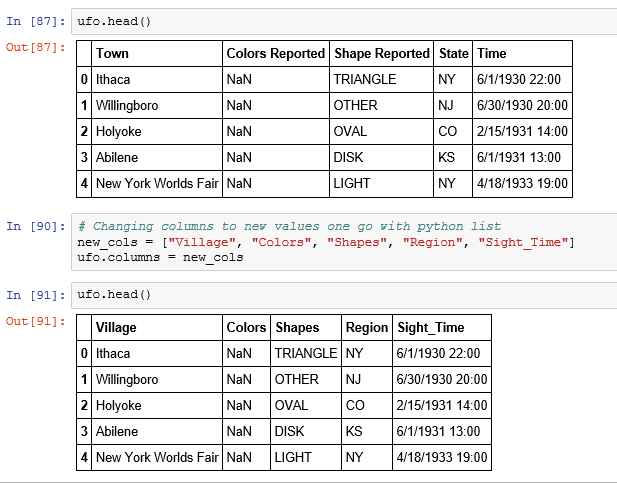 In [87]: ufo.head()
Out[87]:
Town Colors Reported Shape Reported State Time
0 Ithaca NaN TRIANGLE NY 6/1/1930 22:00
1 Willingboro NaN OTHER NJ 6/30/1930 20:00
2 Holyoke NaN OVAL CO 2/15/1931 14:00
3 Abilene NaN DISK KS 6/1/1931 13:00
4 New York Worlds Fair NaN LIGHT NY 4/18/1933 19:00
In [90]: # Changing columns to new values one go with python list
new_cols = ["Village", "Colors", "Shapes", "Region", "Sight_Time"]
ufo.columns = new_cols
In [91]: ufo.head()
Out[91]:
Village Colors Shapes Region Sight_Time
0 Ithaca NaN TRIANGLE NY 6/1/1930 22:00
1 Willingboro NaN OTHER NJ 6/30/1930 20:00
2 Holyoke NaN OVAL CO 2/15/1931 14:00
3 Abilene NaN DISK KS 6/1/1931 13:00
4 New York Worlds Fair NaN LIGHT NY 4/18/1933 19:00